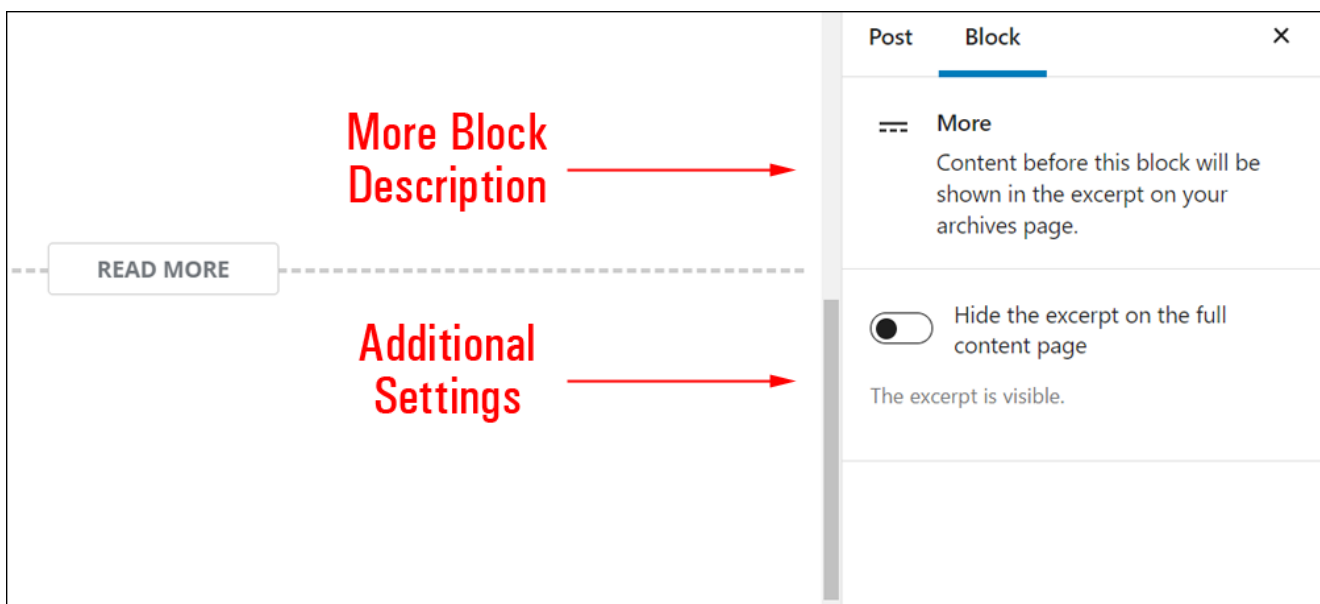 Post Block
More Block
Description
More
Content before this block will be
shown in the excerpt on your
archives page.
READ MORE
Additional
Settings
Hide the excerpt on the full
content page
The excerpt is visible.